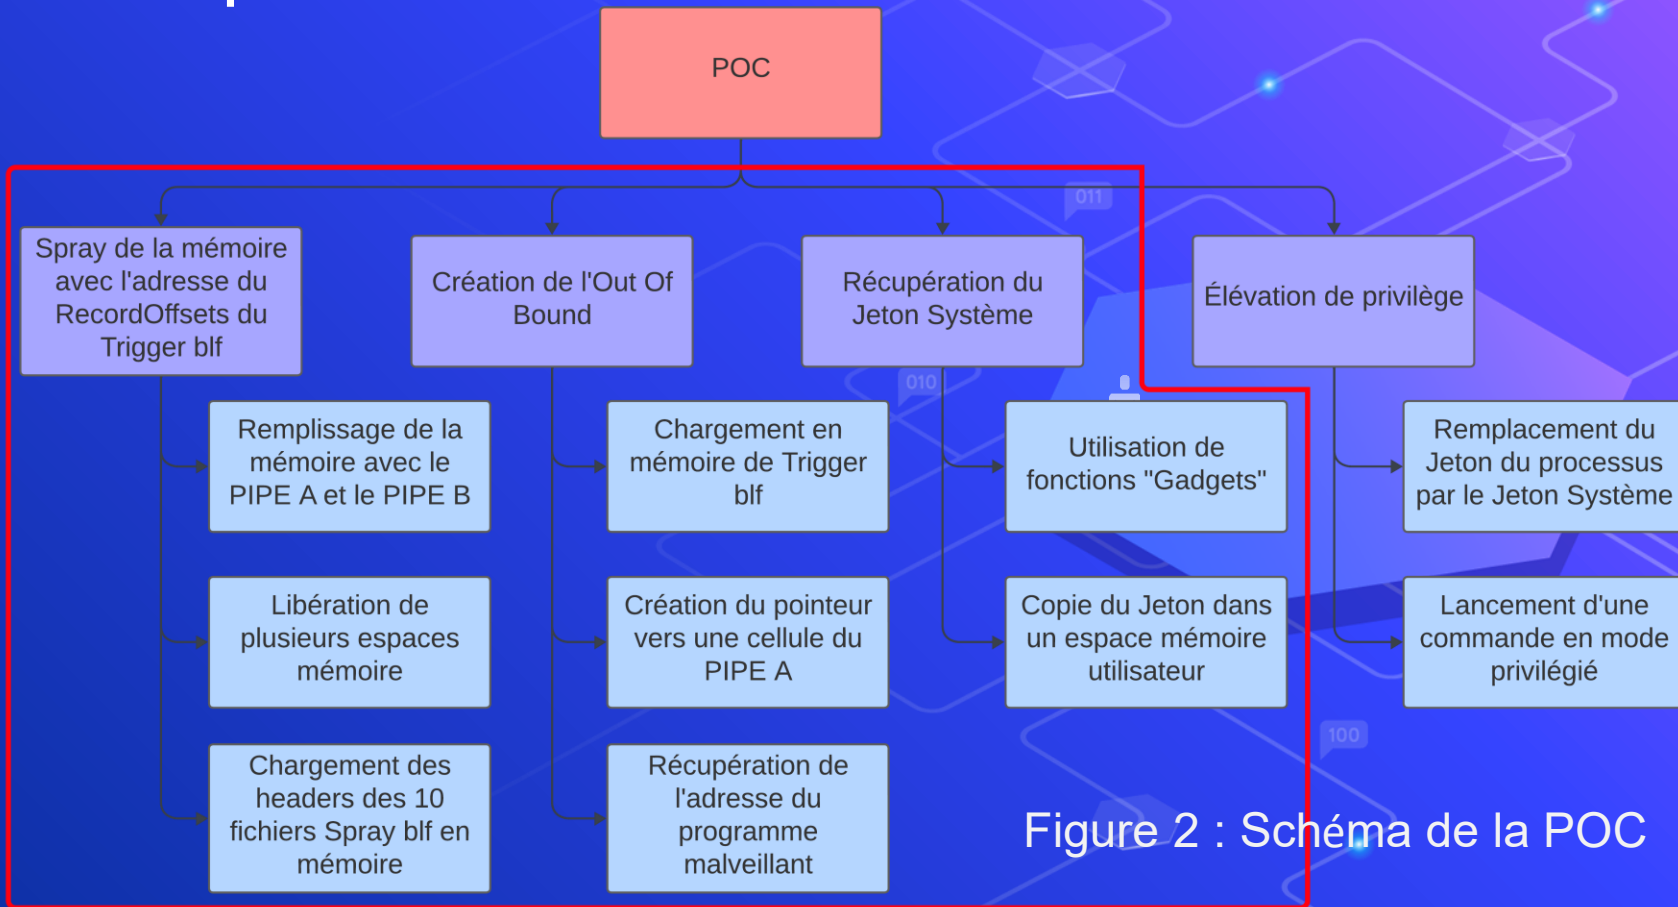 POC
Spray de la mémoire
avec l'adresse du
RecordOffsets du
Trigger blf
Création de l'Out Of
Bound
Récupération du
Jeton Système
Élévation de privilège
011
010
Remplissage de la
mémoire avec le
PIPE A et le PIPE B
Chargement en
mémoire de Trigger
blf
Utilisation de
fonctions "Gadgets"
Remplacement du
Jeton du processus
par le Jeton Système
Libération de
plusieurs espaces
mémoire
Création du pointeur
vers une cellule du
PIPE A
Copie du Jeton dans
un espace mémoire
utilisateur
Lancement d'une
commande en mode
privilégié
100
Chargement des
headers des 10
fichiers Spray blf en
mémoire
Récupération de
l'adresse du
programme
malveillant
Figure 2 : Schéma de la POC